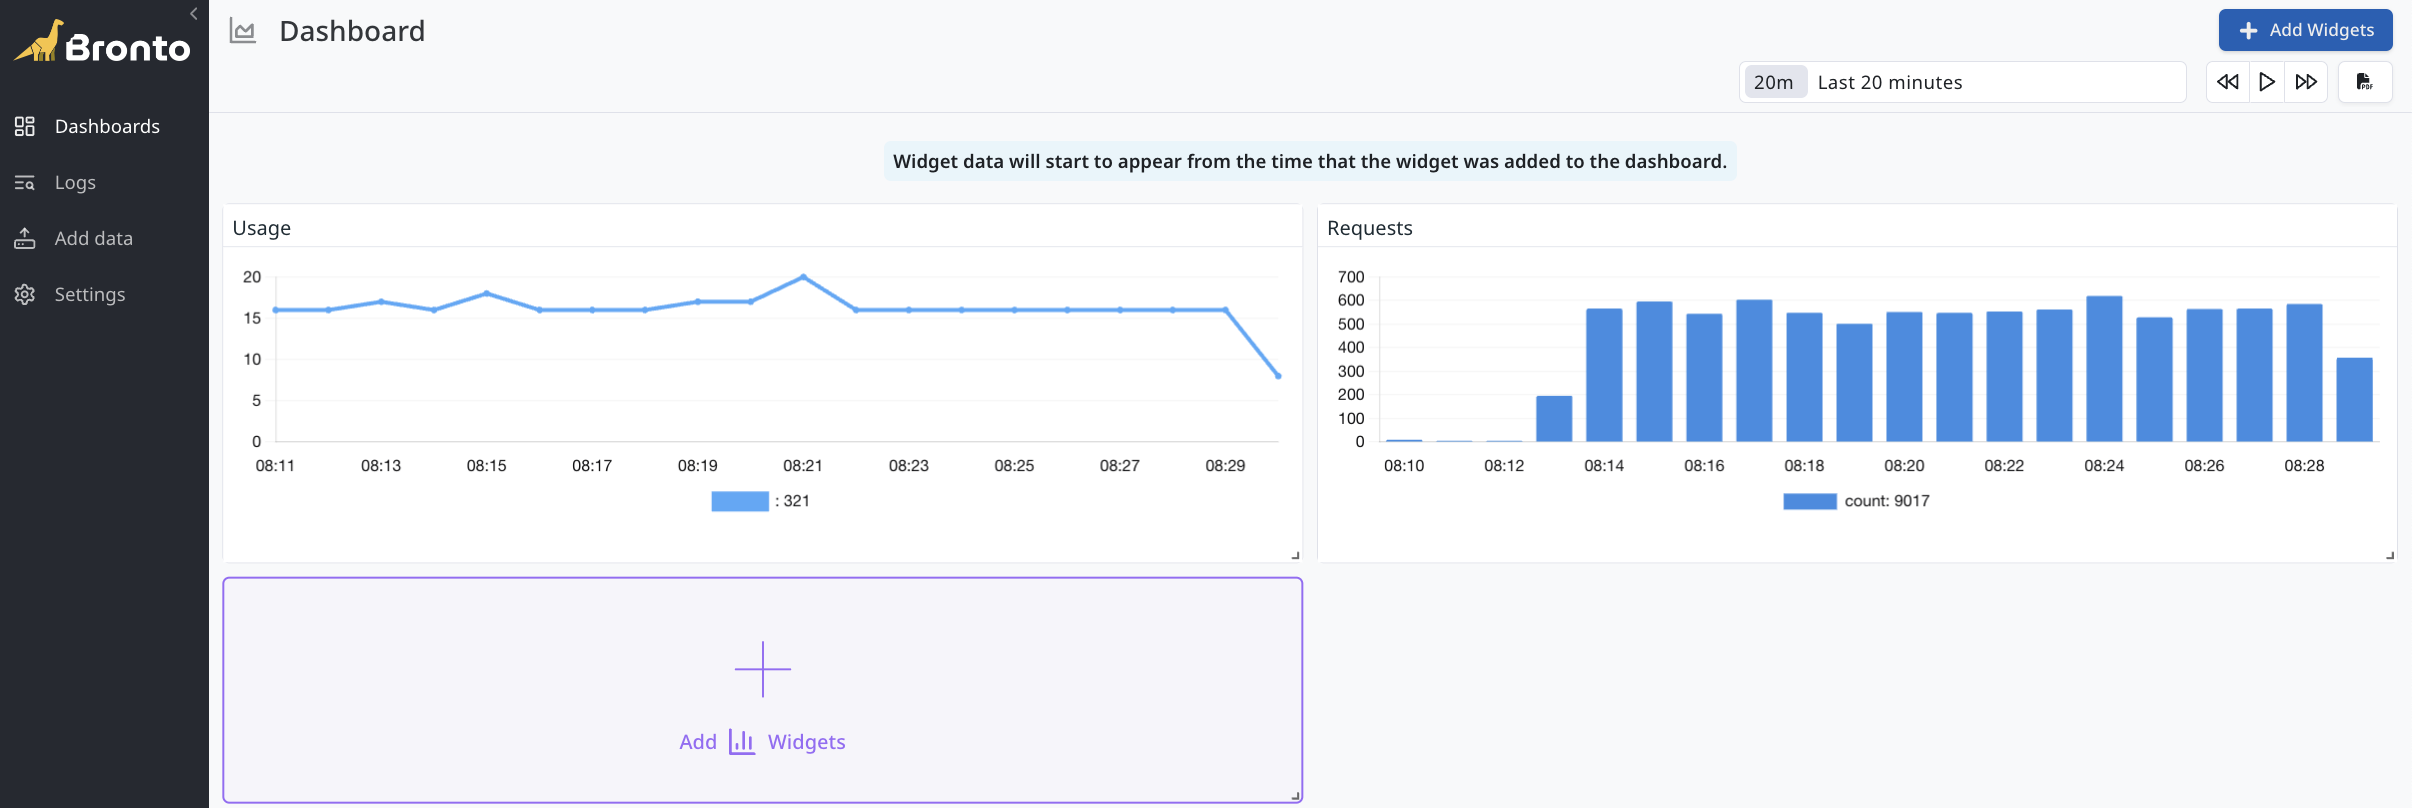 Bronto
Dashboards
Logs
Add data
Settings
Dashboard
Add Widgets
20m Last 20 minutes
PDF
Widget data will start to appear from the time that the widget was added to the dashboard.
Usage
20
15
10
5
0
08:11 08:13 08:15 08:17 08:19 08:21 08:23 08:25 08:27 08:29
: 321
Requests
700
600
500
400
300
200
100
0
08:10 08:12 08:14 08:16 08:18 08:20 08:22 08:24 08:26 08:28
count: 9017
Add Widgets